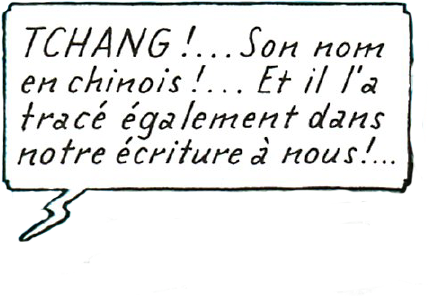 TCHANG !... Son nom
en chinois !... Et il l'a
tracé également dans
notre écriture à nous!...